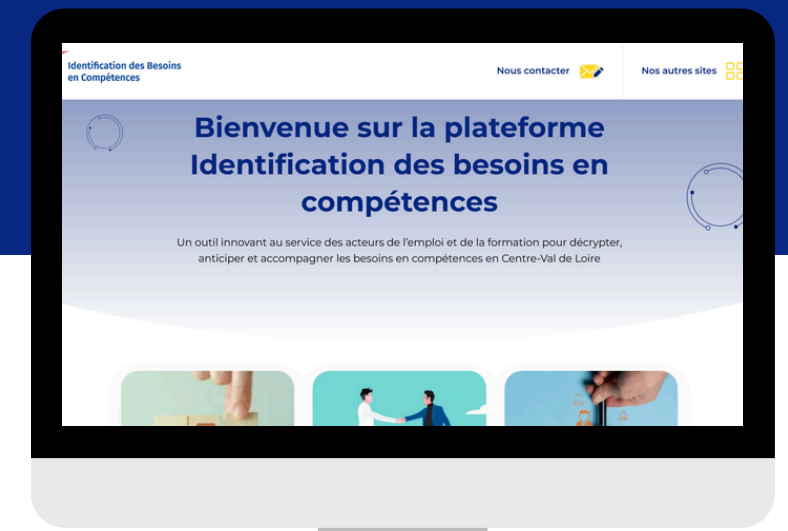 Identification des Besoins
en Compétences
Nous contacter
Nos autres sites
Bienvenue sur la plateforme
Identification des besoins en
compétences
Un outil innovant au service des acteurs de l'emploi et de la formation pour décrypter,
anticiper et accompagner les besoins en compétences en Centre-Val de Loire